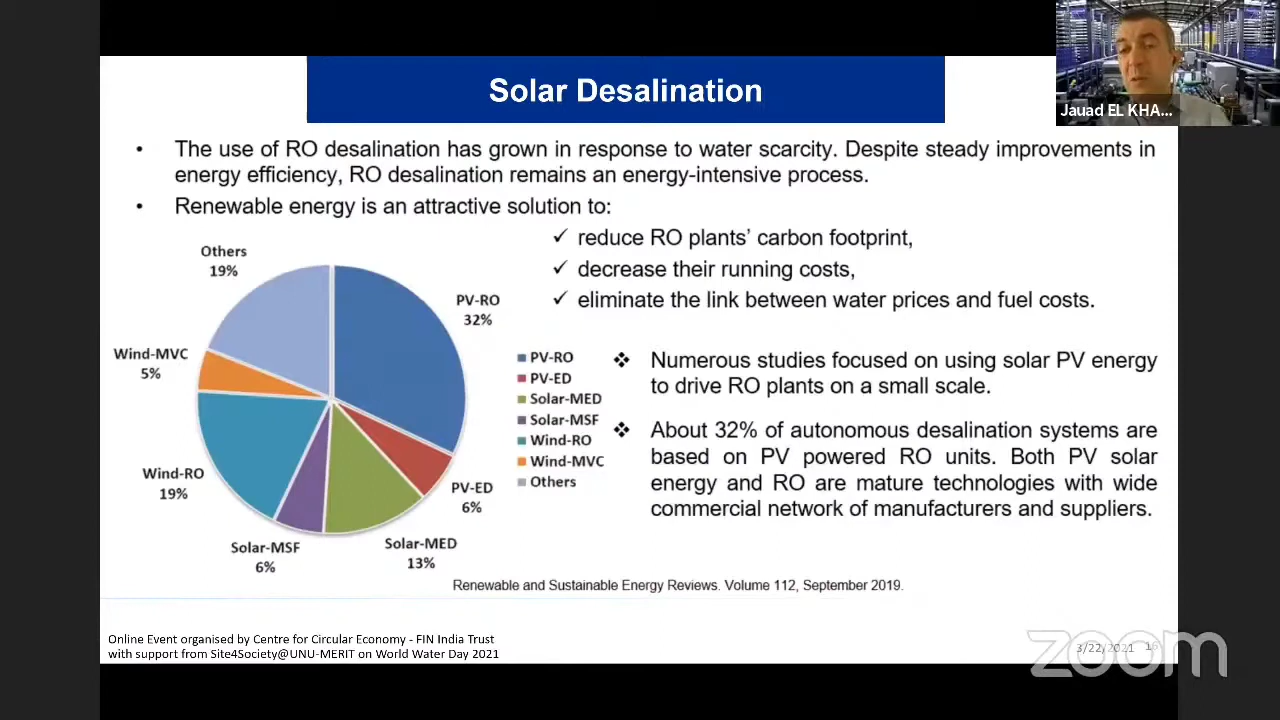 Solar Desalination
Jauad EL KHA...
• The use of RO desalination has grown in response to water scarcity. Despite steady improvements in
energy efficiency, RO desalination remains an energy-intensive process.
• Renewable energy is an attractive solution to:
✓ reduce RO plants’ carbon footprint,
✓ decrease their running costs,
✓ eliminate the link between water prices and fuel costs.
Others
19%
PV-RO
32%
Wind-MVC
5%
Wind-RO
19%
Solar-MSF
6%
Solar-MED
13%
PV-ED
6%
PV-RO
PV-ED
Solar-MED
Solar-MSF
Wind-RO
Wind-MVC
Others
❖ Numerous studies focused on using solar PV energy
to drive RO plants on a small scale.
❖ About 32% of autonomous desalination systems are
based on PV powered RO units. Both PV solar
energy and RO are mature technologies with wide
commercial network of manufacturers and suppliers.
Renewable and Sustainable Energy Reviews. Volume 112, September 2019.
Online Event organised by Centre for Circular Economy - FIN India Trust
with support from Site4Society@UNU-MERIT on World Water Day 2021
3/22/2021 16
zoom